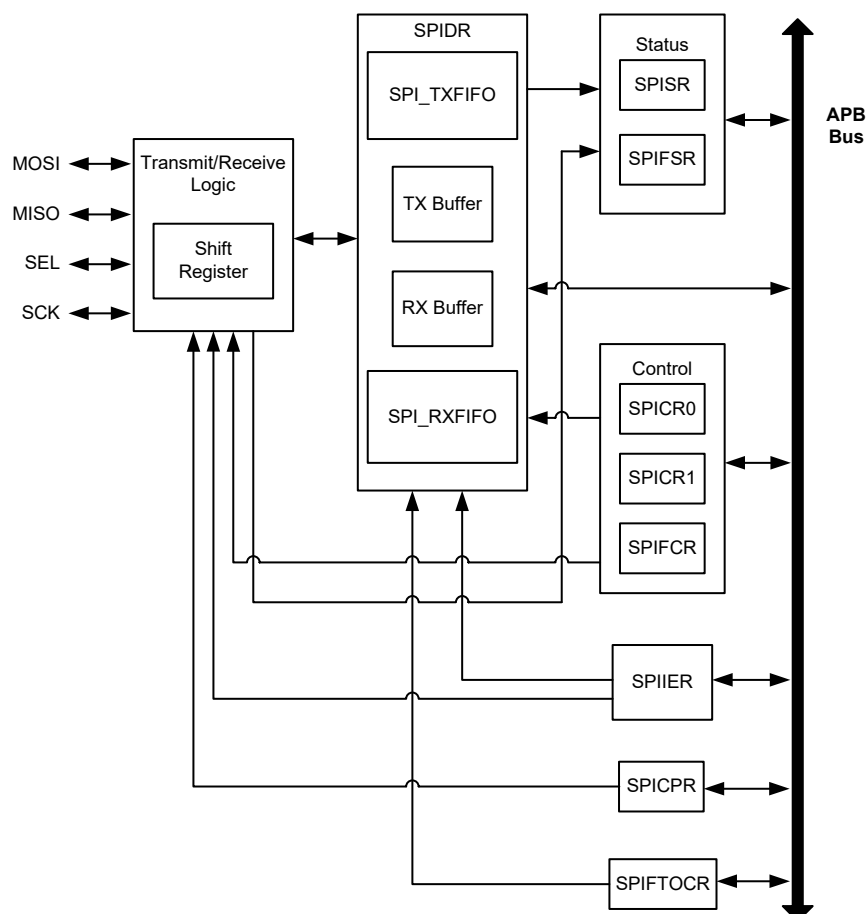 SPIDR
SPI_TXFIFO
TX Buffer
RX Buffer
SPI_RXFIFO
Status
SPISR
SPIFSR
APB
Bus
MOSI
MISO
SEL
SCK
Transmit/Receive
Logic
Shift
Register
Control
SPICR0
SPICR1
SPIFCR
SPIIER
SPICPR
SPIFTOCR